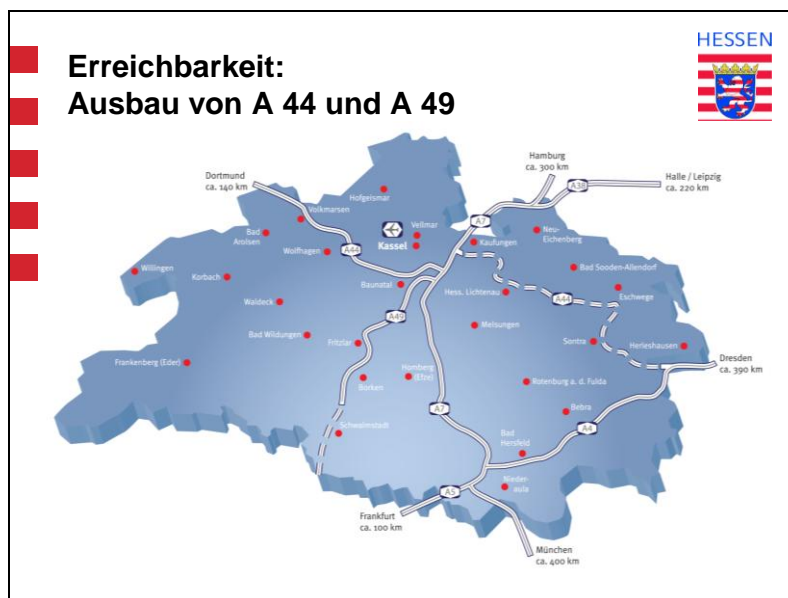 HESSEN
Erreichbarkeit:
Ausbau von A 44 und A 49
Hamburg
ca. 300 km
Dortmund
ca. 140 km
A38
Halle / Leipzig
ca. 220 km
Hofgeismar
Volkmarsen
A7
Bad
Arolsen
Vellmar
Neu-
Eichenberg
Kassel
Kaufungen
Wolfhagen
A44
Willingen
Korbach
Bad Sooden-Allendorf
Baunatal
Hess. Lichtenau
A44
Eschwege
Waldeck
A49
Melsungen
Bad Wildungen
Fritzlar
Sontra
Herleshausen
Frankenberg (Eder)
Dresden
ca. 390 km
Homberg
(Efze)
Borken
Rotenburg a. d. Fulda
A7
Bebra
Schwalmstadt
A4
Bad
Hersfeld
Nieder-
aula
A5
Frankfurt
ca. 100 km
München
ca. 400 km